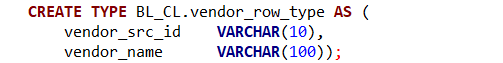 CREATE TYPE BL_CL.vendor_row_type AS (
vendor_src_id VARCHAR(10),
vendor_name VARCHAR(100));